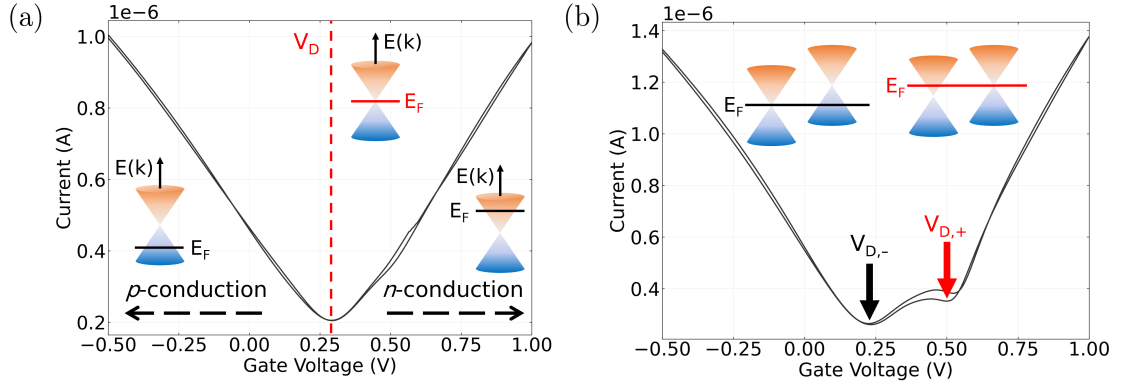 (a)
1e−6
1.0
0.8
0.6
0.4
0.2
Current (A)
V_D
E(k)
E_F
E(k)
E_F
E(k)
E_F
p-conduction
n-conduction
−0.50
−0.25
0.00
0.25
0.50
0.75
1.00
Gate Voltage (V)
(b)
1e−6
1.4
1.2
1.0
0.8
0.6
0.4
Current (A)
E_F
E_F
V_D,−
V_D,+
−0.50
−0.25
0.00
0.25
0.50
0.75
1.00
Gate Voltage (V)